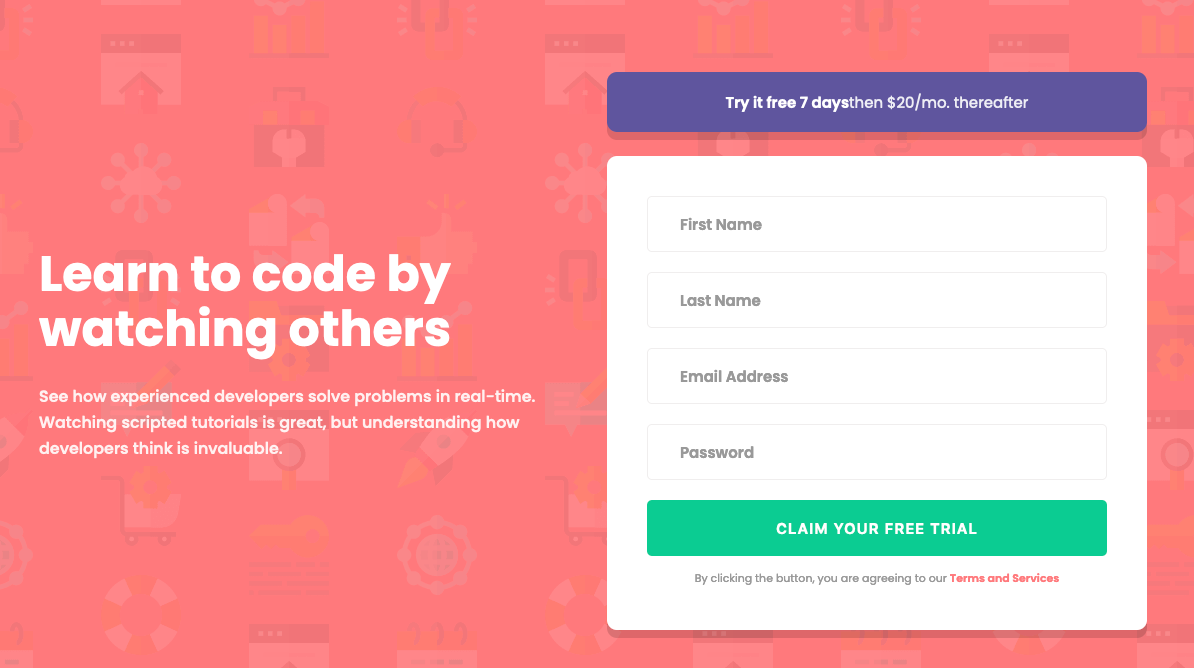 Learn to code by
watching others
See how experienced developers solve problems in real-time.
Watching scripted tutorials is great, but understanding how
developers think is invaluable.
Try it free 7 daysthen $20/mo. thereafter
First Name
Last Name
Email Address
Password
CLAIM YOUR FREE TRIAL
By clicking the button, you are agreeing to our Terms and Services